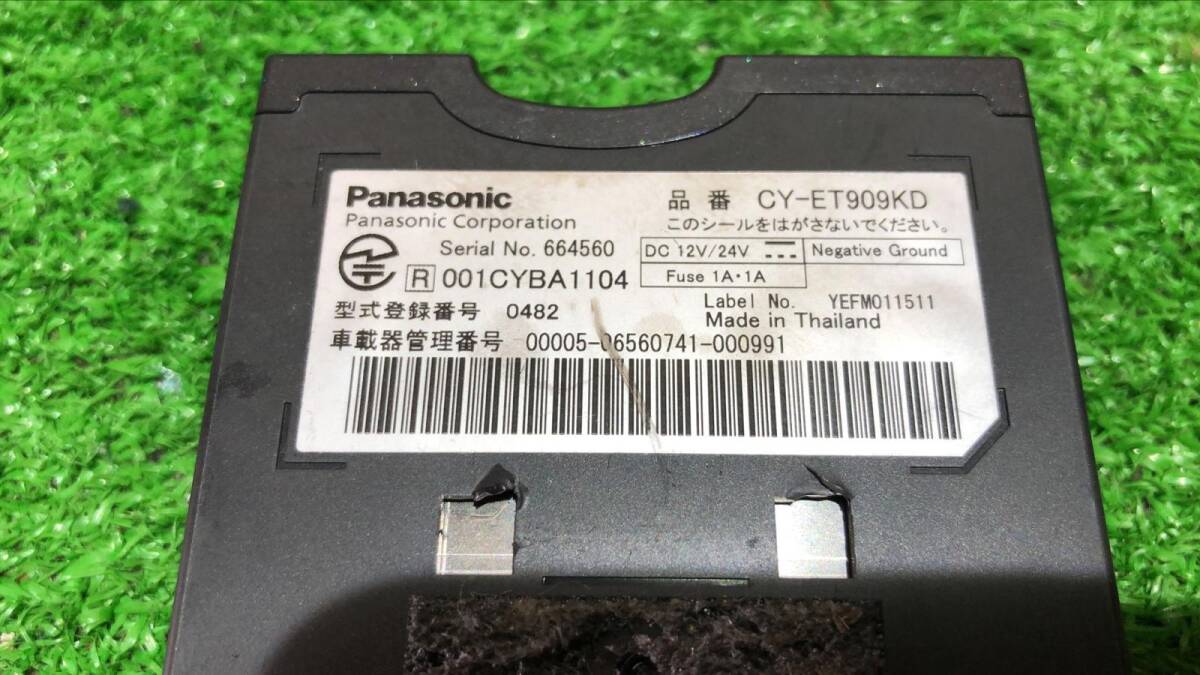 Panasonic
Panasonic Corporation
品番 CY-ET909KD
このシールをはがさないでください。
Serial No. 664560
DC 12V/24V
Negative Ground
Fuse 1A・1A
R 001CYBA1104
Label No. YEFM011511
Made in Thailand
型式登録番号 0482
車載器管理番号 00005-06560741-000991